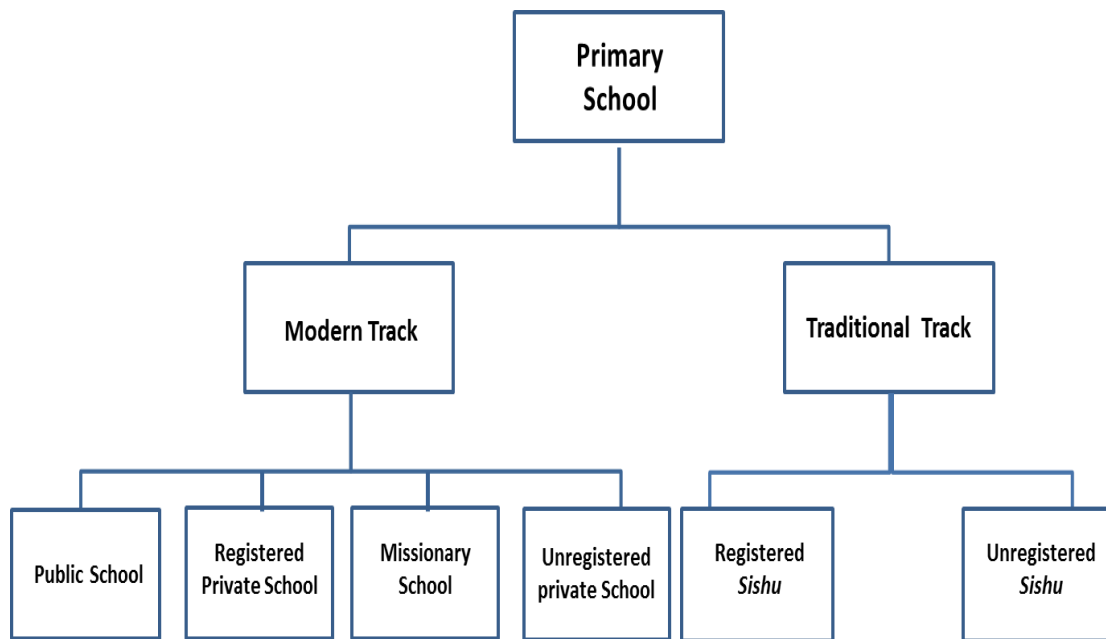 Primary
School
Modern Track
Traditional Track
Public School
Registered
Private School
Missionary
School
Unregistered
private School
Registered
Sishu
Unregistered
Sishu